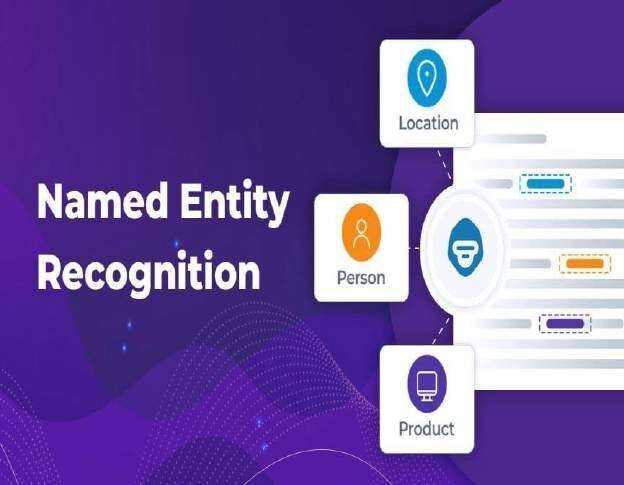 Named Entity
Recognition
Location
Person
Product